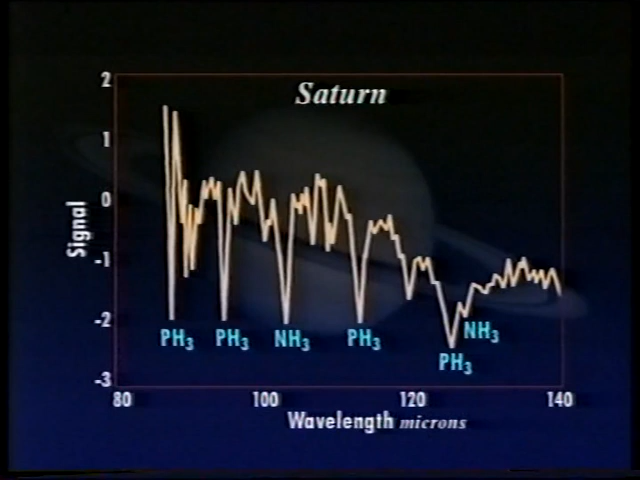 Saturn
2
1
0
-1
-2
-3
Signal
PH₃ PH₃ NH₃ PH₃ NH₃
PH₃
80 100 120 140
Wavelength microns